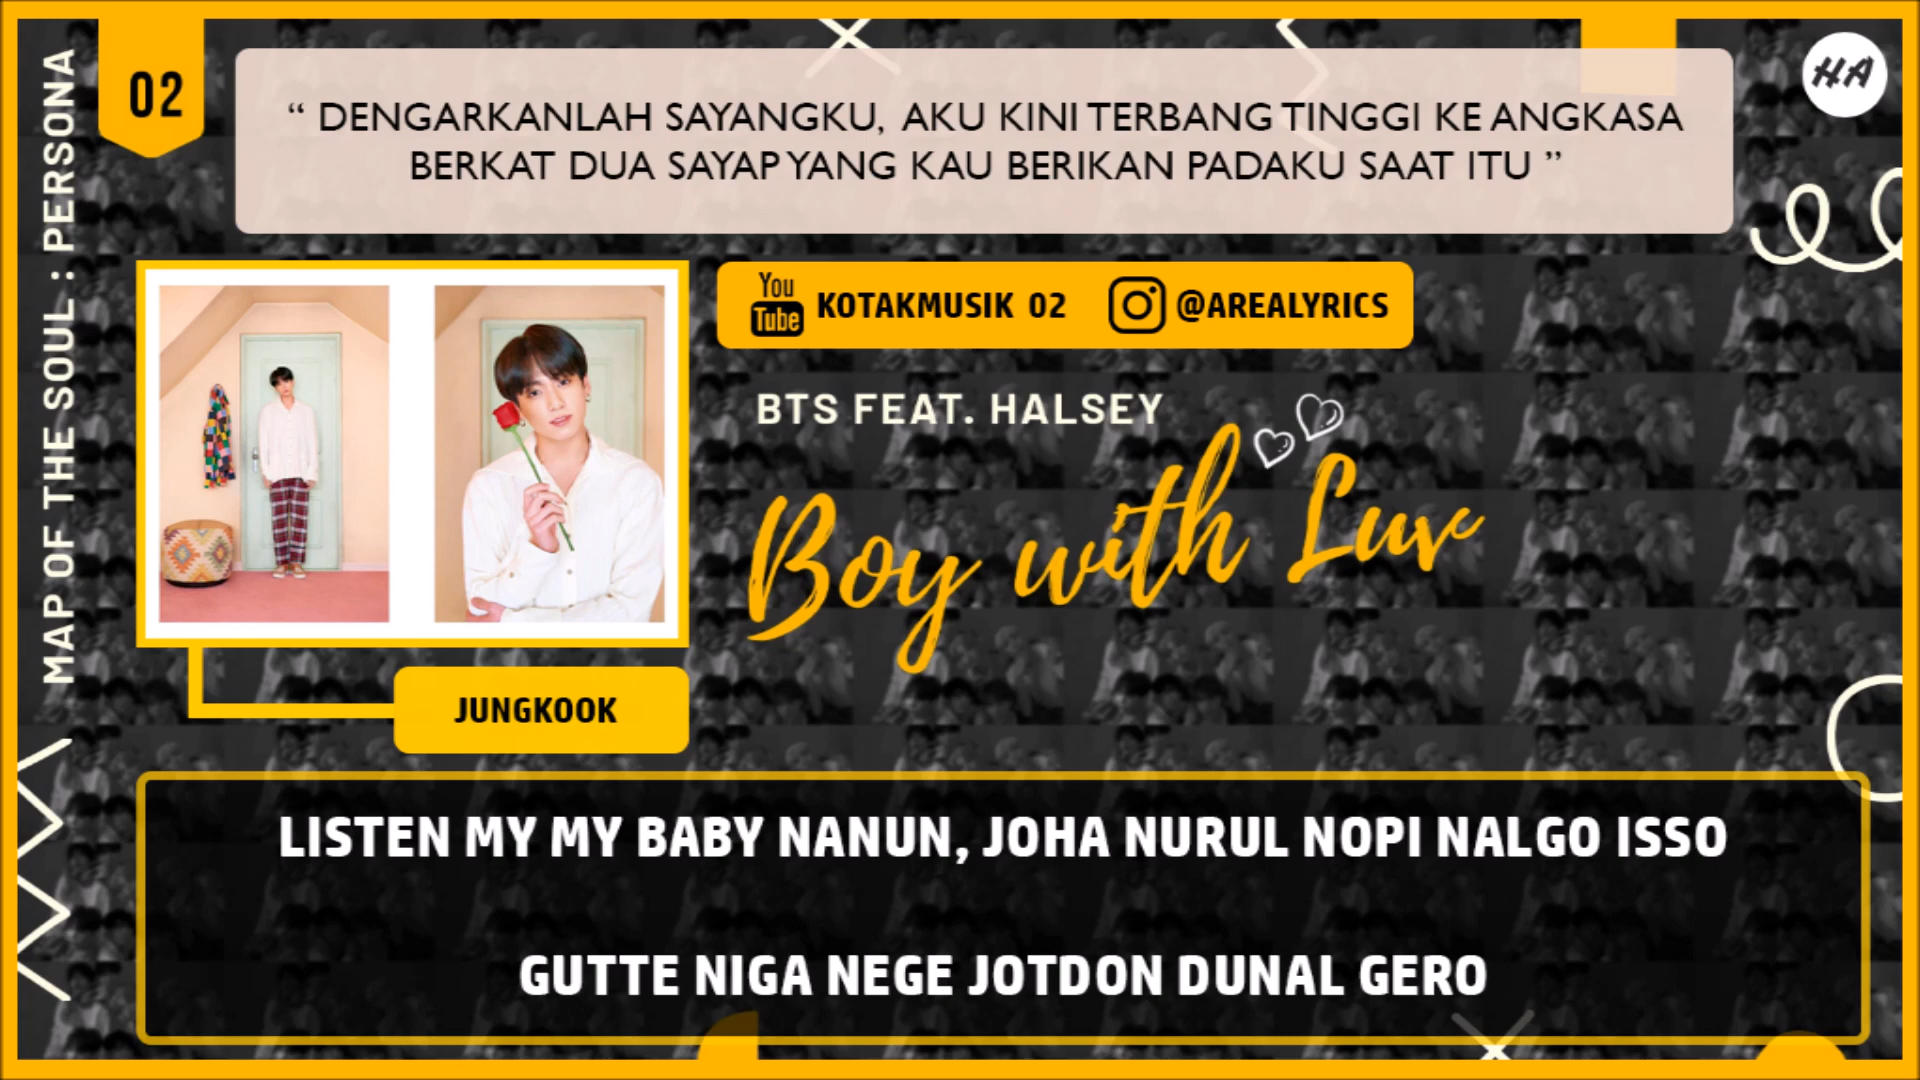 MAP OF THE SOUL : PERSONA
02
“ DENGARKANLAH SAYANGKU, AKU KINI TERBANG TINGGI KE ANGKASA
BERKAT DUA SAYAP YANG KAU BERIKAN PADAKU SAAT ITU ”
HA
You
Tube
KOTAKMUSIK 02 @AREALYRICS
BTS FEAT. HALSEY
Boy with Luv
JUNGKOOK
LISTEN MY MY BABY NANUN, JOHA NURUL NOPI NALGO ISSO
GUTTE NIGA NEGE JOTDON DUNAL GERO